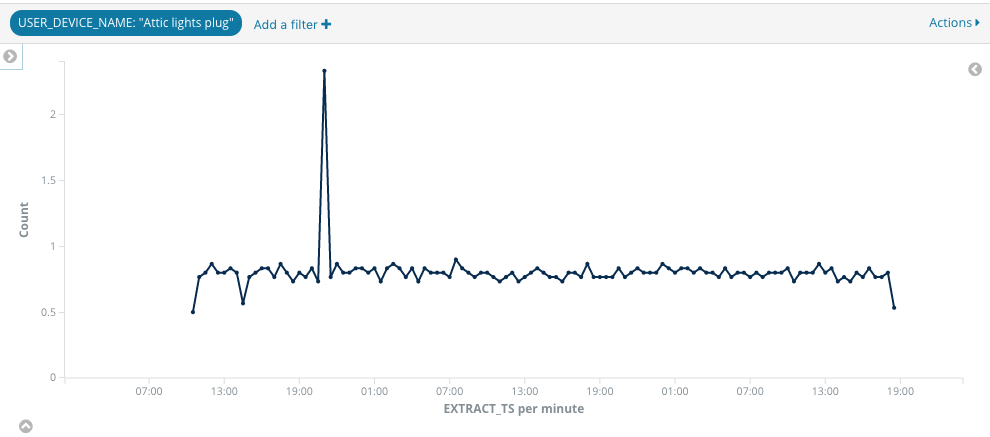 USER_DEVICE_NAME: "Attic lights plug" Add a filter + Actions
2
1.5
1
0.5
0
Count
07:00 13:00 19:00 01:00 07:00 13:00 19:00 01:00 07:00 13:00 19:00
EXTRACT_TS per minute